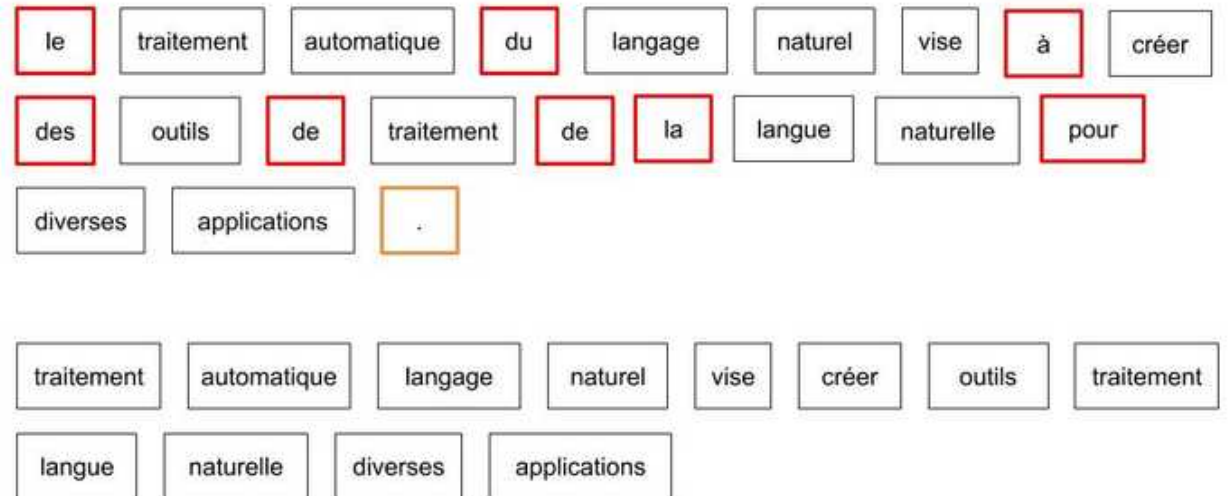 le traitement automatique du langage naturel vise à créer
des outils de traitement de la langue naturelle pour
diverses applications .
traitement automatique langage naturel vise créer outils traitement
langue naturelle diverses applications